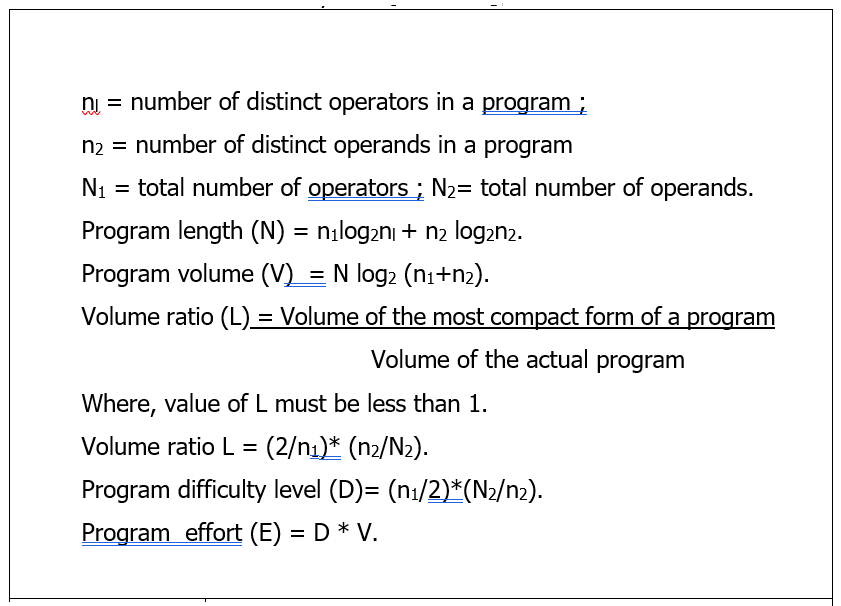 nı = number of distinct operators in a program ;
n₂ = number of distinct operands in a program
N₁ = total number of operators ; N₂= total number of operands.
Program length (N) = n₁log₂nı + n₂ log₂n₂.
Program volume (V)  = N log₂ (n₁+n₂).
Volume ratio (L) = Volume of the most compact form of a program
Volume of the actual program
Where, value of L must be less than 1.
Volume ratio L = (2/n₁)* (n₂/N₂).
Program difficulty level (D)= (n₁/2)*(N₂/n₂).
Program  effort (E) = D * V.